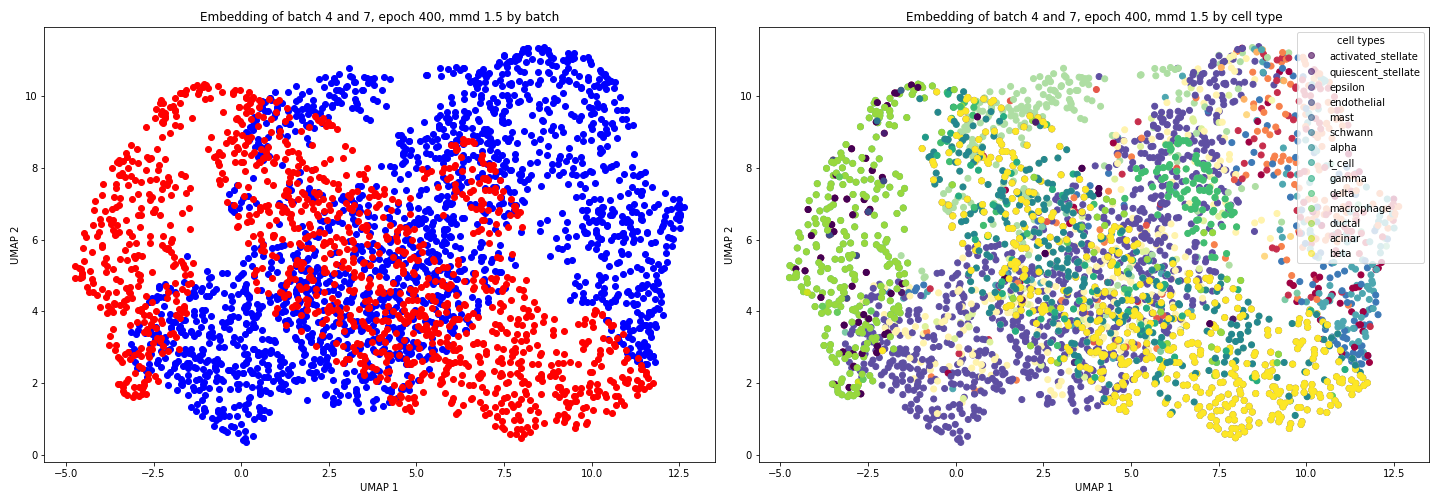 Embedding of batch 4 and 7, epoch 400, mmd 1.5 by batch
UMAP 2
10
8
6
4
2
0
−5.0
−2.5
0.0
2.5
5.0
7.5
10.0
12.5
UMAP 1
Embedding of batch 4 and 7, epoch 400, mmd 1.5 by cell type
cell types
activated_stellate
quiescent_stellate
epsilon
endothelial
mast
schwann
alpha
t_cell
gamma
delta
macrophage
ductal
acinar
beta
UMAP 2
10
8
6
4
2
0
−5.0
−2.5
0.0
2.5
5.0
7.5
10.0
12.5
UMAP 1